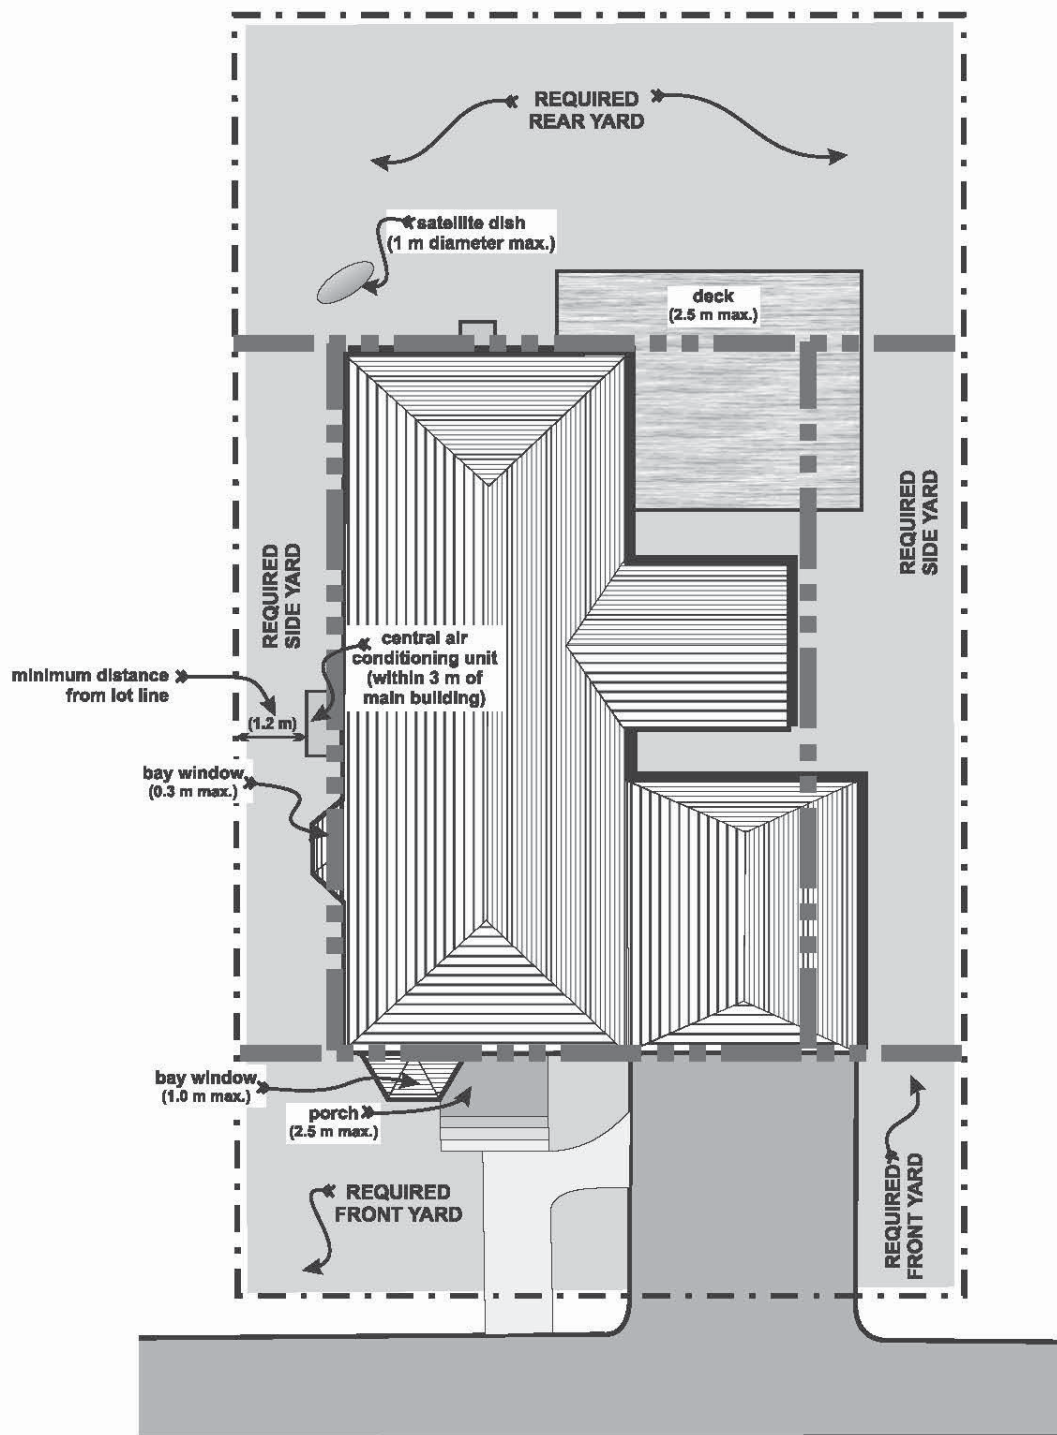 REQUIRED
REAR YARD
satellite dish
(1 m diameter max.)
deck
(2.5 m max.)
REQUIRED
SIDE YARD
REQUIRED
SIDE YARD
central air
conditioning unit
(within 3 m of
main building)
minimum distance
from lot line
(1.2 m)
bay window
(0.3 m max.)
bay window
(1.0 m max.)
porch
(2.5 m max.)
REQUIRED
FRONT YARD
REQUIRED
FRONT YARD